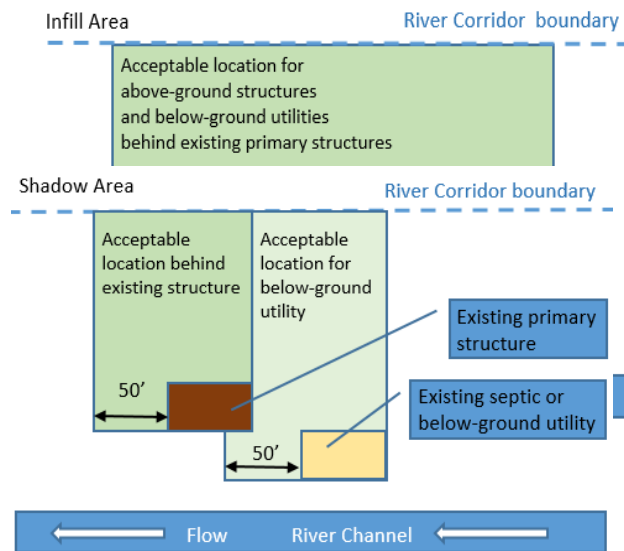 Infill Area
River Corridor boundary
Acceptable location for
above-ground structures
and below-ground utilities
behind existing primary structures
Shadow Area
River Corridor boundary
Acceptable
location behind
existing structure
Acceptable
location for
below-ground
utility
Existing primary
structure
50’
Existing septic or
below-ground utility
50’
Flow
River Channel